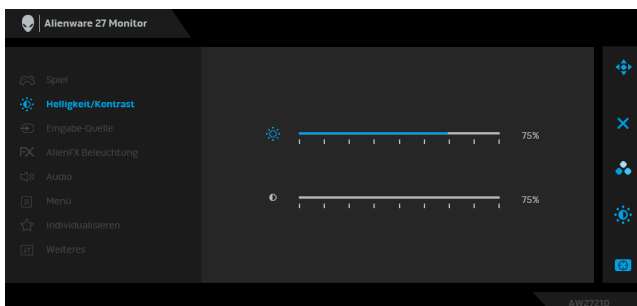 Alienware 27 Monitor
Spiel
Helligkeit/Kontrast
Eingabe-Quelle
AlienFX Beleuchtung
Audio
Menü
Individualisieren
Weiteres
75%
75%
AW2721D